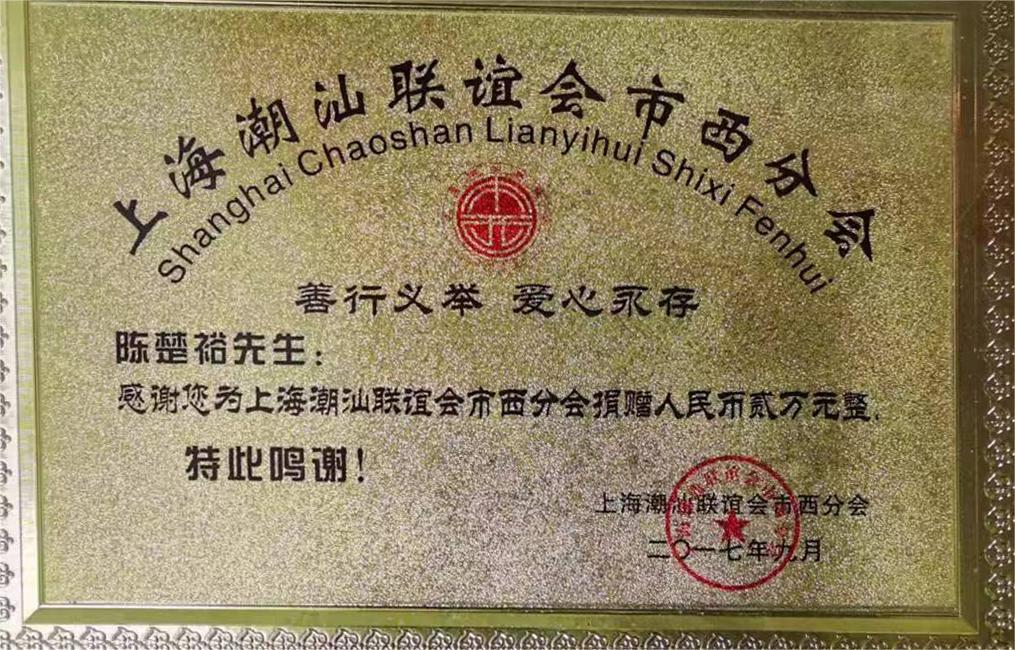 上海潮汕联谊会市西分会
Shanghai Chaoshan Lianyihui Shixi Fenhui
善行义举 爱心永存
陈楚裕先生：
感谢您为上海潮汕联谊会市西分会捐赠人民币贰万元整.
特此鸣谢！
上海潮汕联谊会市西分会
二〇一七年九月